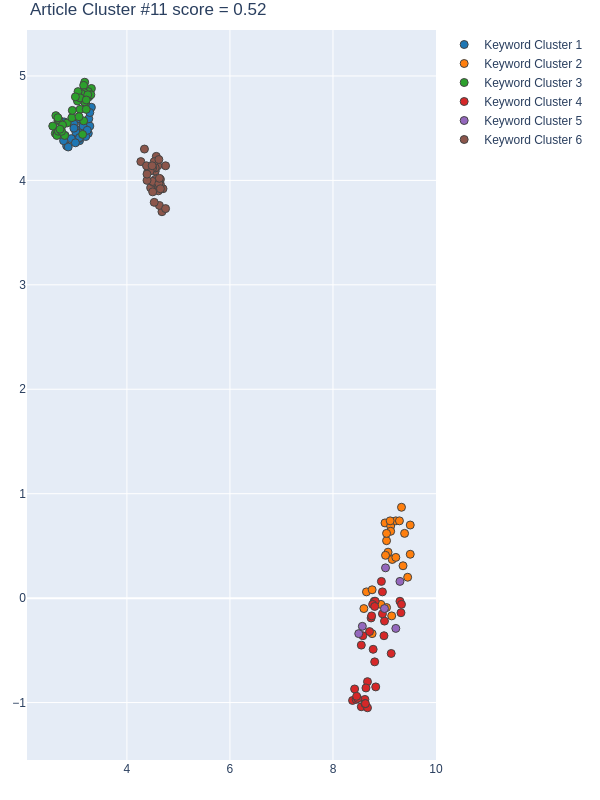 Article Cluster #11 score = 0.52
Keyword Cluster 1
Keyword Cluster 2
Keyword Cluster 3
Keyword Cluster 4
Keyword Cluster 5
Keyword Cluster 6
5
4
3
2
1
0
−1
4 6 8 10